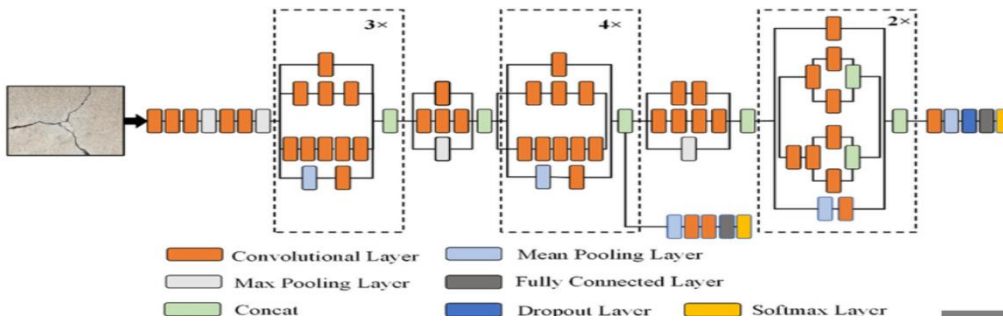 3×
4×
2×
Convolutional Layer
Mean Pooling Layer
Max Pooling Layer
Fully Connected Layer
Concat
Dropout Layer
Softmax Layer